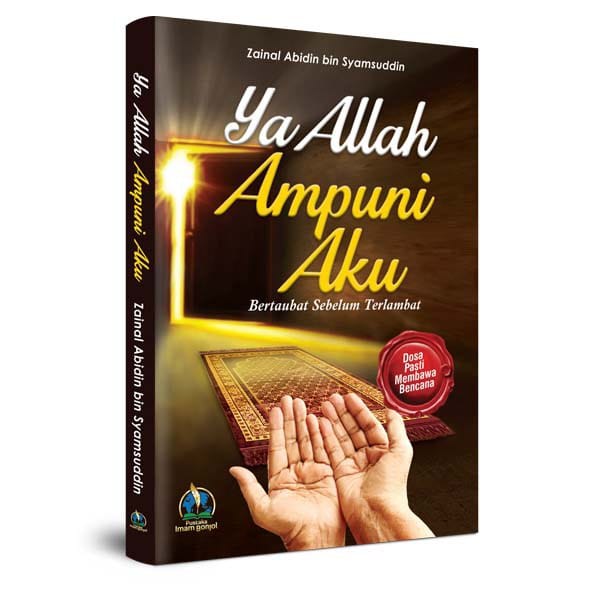 Zainal Abidin bin Syamsuddin
Ya Allah
Ampuni
Aku
Bertaubat Sebelum Terlambat
Dosa
Pasti
Membawa
Bencana
Ya Allah Ampuni Aku
Zainal Abidin bin Syamsuddin
Pustaka
Imam bonjol